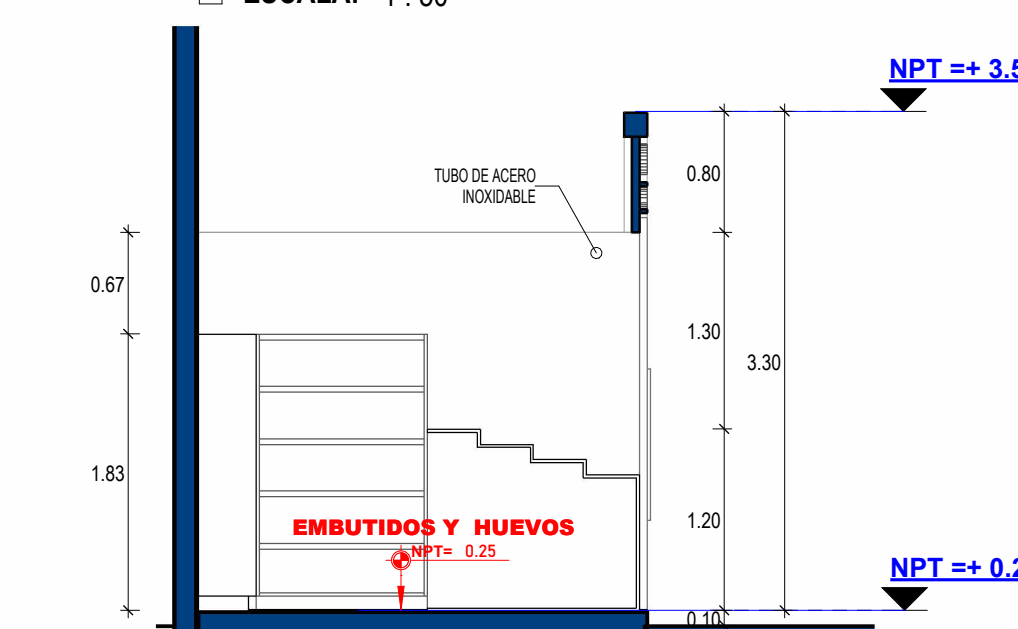 NPT =+ 3.5
TUBO DE ACERO
INOXIDABLE
0.80
0.67
1.30
3.30
1.83
1.20
EMBUTIDOS Y HUEVOS
NPT= 0.25
NPT =+ 0.2
0.10